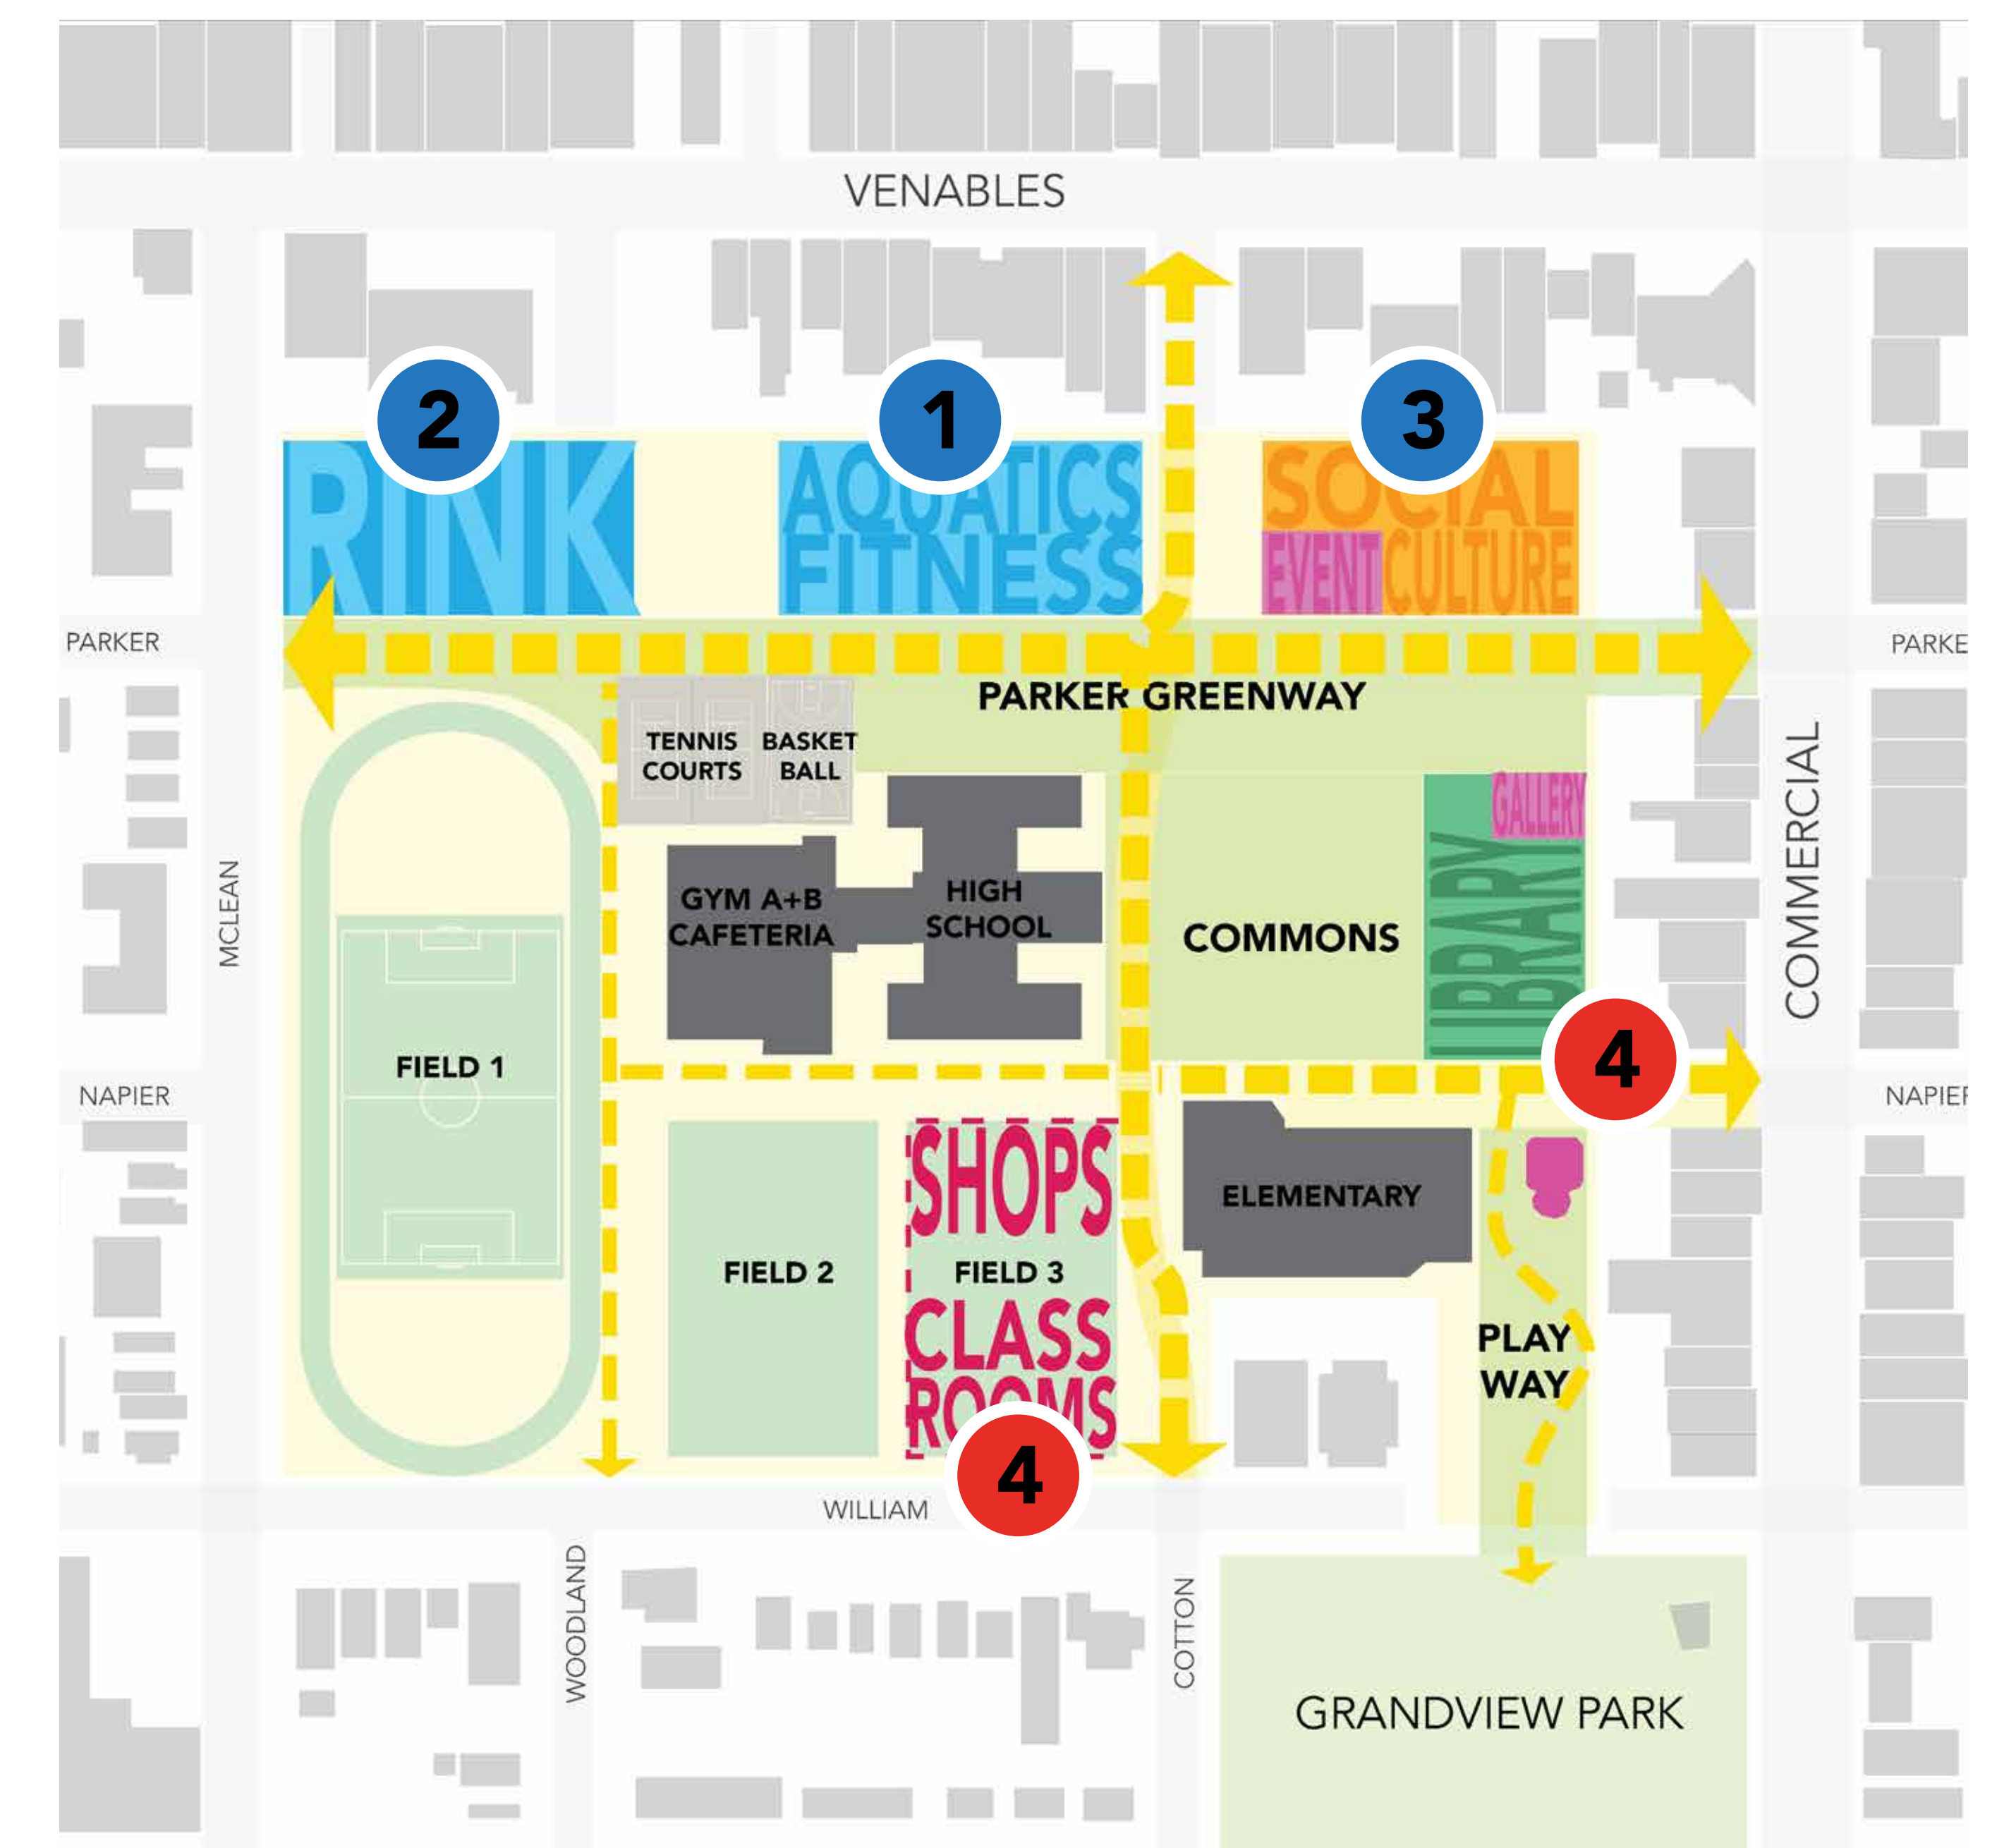 VENABLES
2
1
3
RINK
AQUATICS
FITNESS
SOCIAL
EVENT CULTURE
PARKER
PARKE
PARKER GREENWAY
TENNIS
COURTS
BASKET
BALL
GALLERY
LIBRARY
GYM A+B
CAFETERIA
HIGH
SCHOOL
COMMONS
MCLEAN
COMMERCIAL
FIELD 1
4
NAPIER
NAPIER
SHOPS
ELEMENTARY
FIELD 2
FIELD 3
CLASS
ROOMS
PLAY
WAY
4
WILLIAM
WOODLAND
COTTON
GRANDVIEW PARK